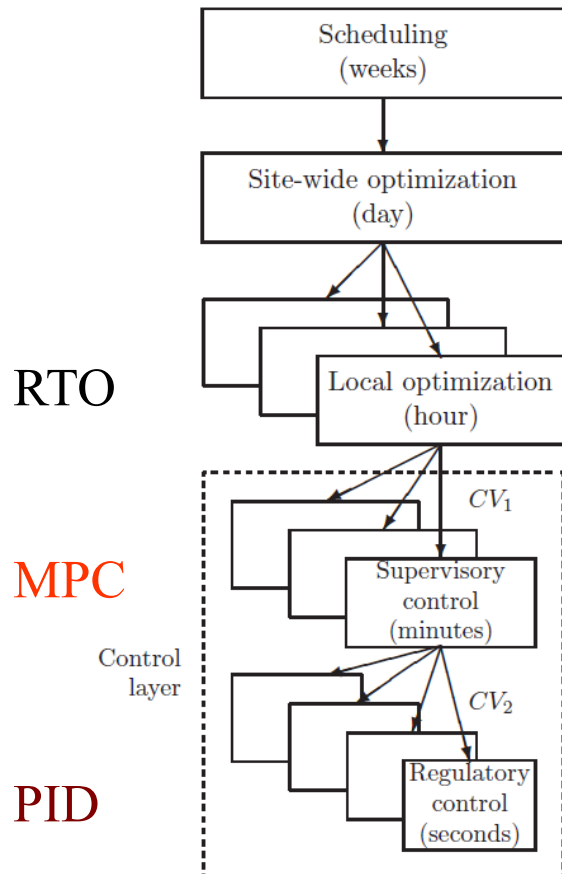 Scheduling
(weeks)
Site-wide optimization
(day)
RTO
Local optimization
(hour)
CV₁
MPC
Supervisory
control
(minutes)
Control
layer
CV₂
PID
Regulatory
control
(seconds)